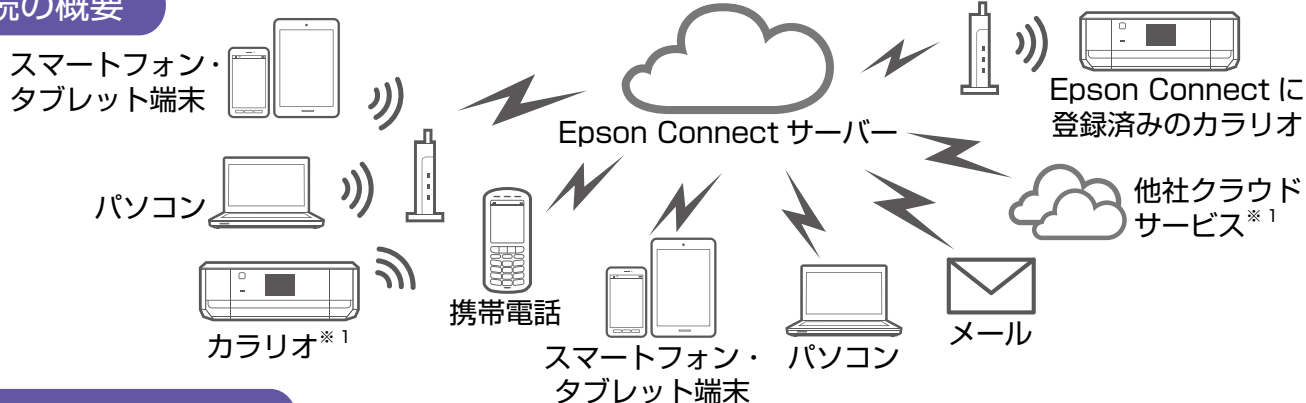 続の概要
スマートフォン・
タブレット端末
パソコン
カラリオ※1
Epson Connect サーバー
携帯電話
スマートフォン・
タブレット端末
パソコン
メール
Epson Connect に
登録済みのカラリオ
他社クラウド
サービス※1